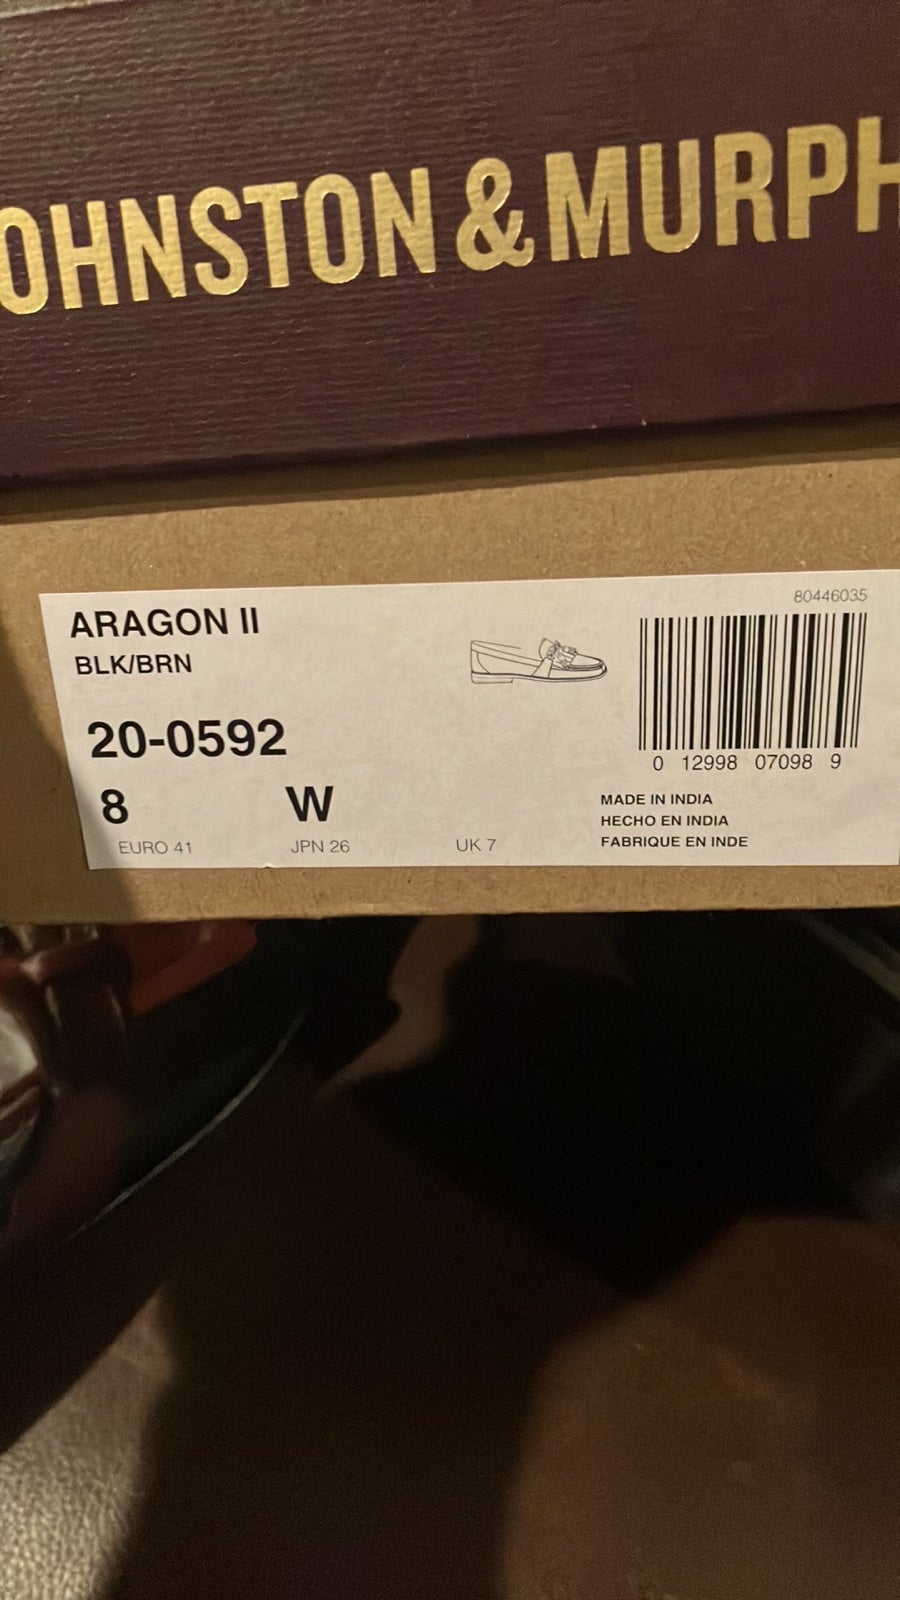 OHNSTON & MURPH
ARAGON II
BLK/BRN
20-0592
8 W
EURO 41 JPN 26 UK 7
80446035
0 12998 07098 9
MADE IN INDIA
HECHO EN INDIA
FABRIQUE EN INDE